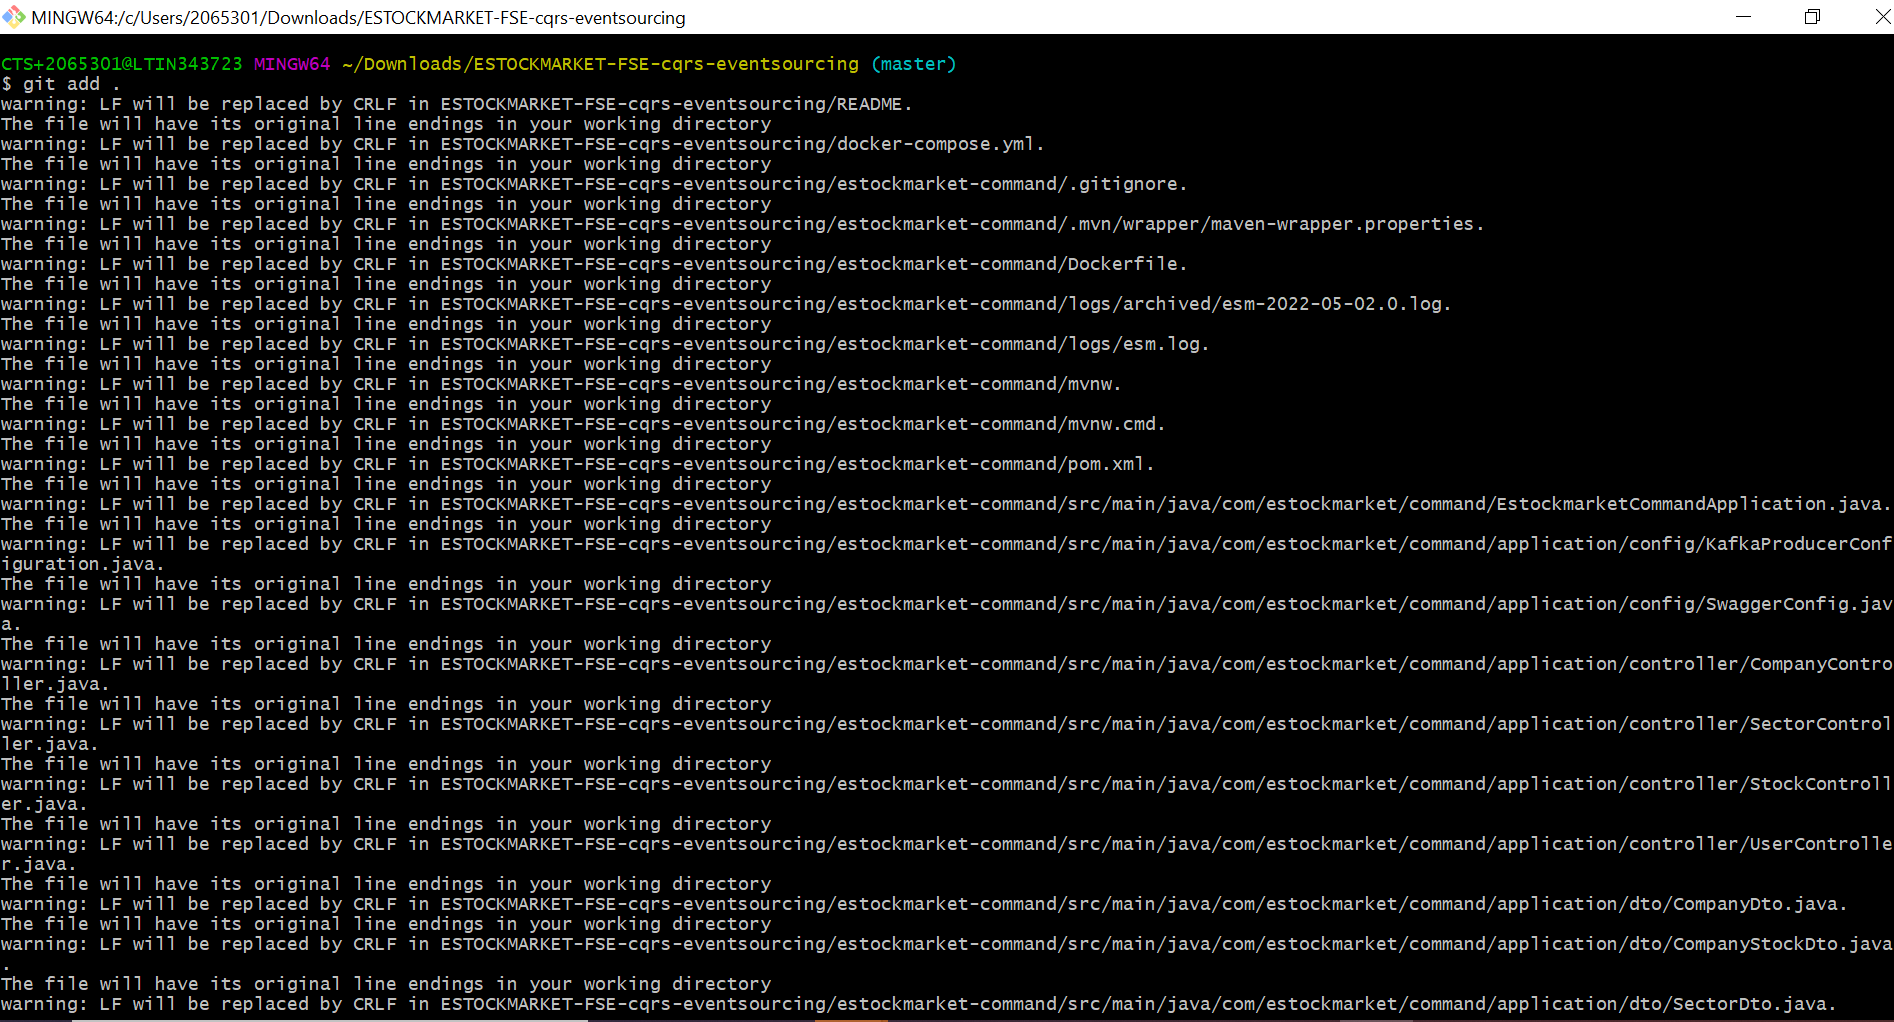 MINGW64:/c/Users/2065301/Downloads/ESTOCKMARKET-FSE-cqrs-eventsourcing
CTS+2065301@LTIN343723 MINGW64 ~/Downloads/ESTOCKMARKET-FSE-cqrs-eventsourcing (master)
$ git add .
warning: LF will be replaced by CRLF in ESTOCKMARKET-FSE-cqrs-eventsourcing/README.
The file will have its original line endings in your working directory
warning: LF will be replaced by CRLF in ESTOCKMARKET-FSE-cqrs-eventsourcing/docker-compose.yml.
The file will have its original line endings in your working directory
warning: LF will be replaced by CRLF in ESTOCKMARKET-FSE-cqrs-eventsourcing/estockmarket-command/.gitignore.
The file will have its original line endings in your working directory
warning: LF will be replaced by CRLF in ESTOCKMARKET-FSE-cqrs-eventsourcing/estockmarket-command/.mvn/wrapper/maven-wrapper.properties.
The file will have its original line endings in your working directory
warning: LF will be replaced by CRLF in ESTOCKMARKET-FSE-cqrs-eventsourcing/estockmarket-command/Dockerfile.
The file will have its original line endings in your working directory
warning: LF will be replaced by CRLF in ESTOCKMARKET-FSE-cqrs-eventsourcing/estockmarket-command/logs/archived/esm-2022-05-02.0.log.
The file will have its original line endings in your working directory
warning: LF will be replaced by CRLF in ESTOCKMARKET-FSE-cqrs-eventsourcing/estockmarket-command/logs/esm.log.
The file will have its original line endings in your working directory
warning: LF will be replaced by CRLF in ESTOCKMARKET-FSE-cqrs-eventsourcing/estockmarket-command/mvnw.
The file will have its original line endings in your working directory
warning: LF will be replaced by CRLF in ESTOCKMARKET-FSE-cqrs-eventsourcing/estockmarket-command/mvnw.cmd.
The file will have its original line endings in your working directory
warning: LF will be replaced by CRLF in ESTOCKMARKET-FSE-cqrs-eventsourcing/estockmarket-command/pom.xml.
The file will have its original line endings in your working directory
warning: LF will be replaced by CRLF in ESTOCKMARKET-FSE-cqrs-eventsourcing/estockmarket-command/src/main/java/com/estockmarket/command/EstockmarketCommandApplication.java.
The file will have its original line endings in your working directory
warning: LF will be replaced by CRLF in ESTOCKMARKET-FSE-cqrs-eventsourcing/estockmarket-command/src/main/java/com/estockmarket/command/application/config/KafkaProducerConf
iguration.java.
The file will have its original line endings in your working directory
warning: LF will be replaced by CRLF in ESTOCKMARKET-FSE-cqrs-eventsourcing/estockmarket-command/src/main/java/com/estockmarket/command/application/config/SwaggerConfig.jav
a.
The file will have its original line endings in your working directory
warning: LF will be replaced by CRLF in ESTOCKMARKET-FSE-cqrs-eventsourcing/estockmarket-command/src/main/java/com/estockmarket/command/application/controller/CompanyContro
ller.java.
The file will have its original line endings in your working directory
warning: LF will be replaced by CRLF in ESTOCKMARKET-FSE-cqrs-eventsourcing/estockmarket-command/src/main/java/com/estockmarket/command/application/controller/SectorControl
ler.java.
The file will have its original line endings in your working directory
warning: LF will be replaced by CRLF in ESTOCKMARKET-FSE-cqrs-eventsourcing/estockmarket-command/src/main/java/com/estockmarket/command/application/controller/StockControll
er.java.
The file will have its original line endings in your working directory
warning: LF will be replaced by CRLF in ESTOCKMARKET-FSE-cqrs-eventsourcing/estockmarket-command/src/main/java/com/estockmarket/command/application/controller/UserControlle
r.java.
The file will have its original line endings in your working directory
warning: LF will be replaced by CRLF in ESTOCKMARKET-FSE-cqrs-eventsourcing/estockmarket-command/src/main/java/com/estockmarket/command/application/dto/CompanyDto.java.
The file will have its original line endings in your working directory
warning: LF will be replaced by CRLF in ESTOCKMARKET-FSE-cqrs-eventsourcing/estockmarket-command/src/main/java/com/estockmarket/command/application/dto/CompanyStockDto.java
.
The file will have its original line endings in your working directory
warning: LF will be replaced by CRLF in ESTOCKMARKET-FSE-cqrs-eventsourcing/estockmarket-command/src/main/java/com/estockmarket/command/application/dto/SectorDto.java.